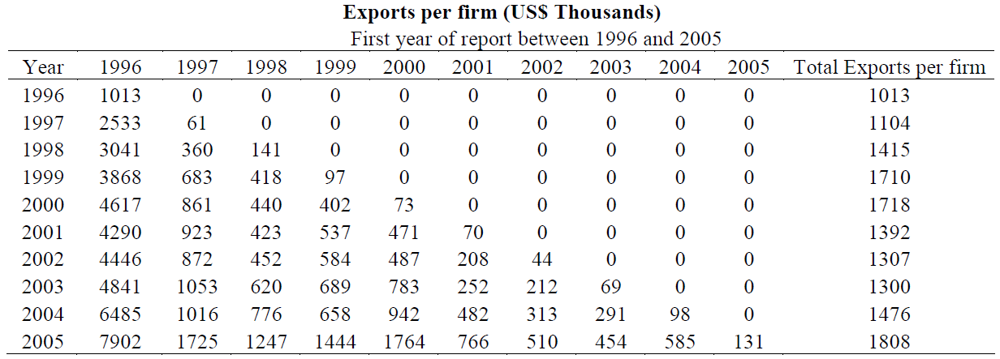 Exports per firm (US$ Thousands)
First year of report between 1996 and 2005
Year 1996 1997 1998 1999 2000 2001 2002 2003 2004 2005 Total Exports per firm
1996 1013 0 0 0 0 0 0 0 0 0 1013
1997 2533 61 0 0 0 0 0 0 0 0 1104
1998 3041 360 141 0 0 0 0 0 0 0 1415
1999 3868 683 418 97 0 0 0 0 0 0 1710
2000 4617 861 440 402 73 0 0 0 0 0 1718
2001 4290 923 423 537 471 70 0 0 0 0 1392
2002 4446 872 452 584 487 208 44 0 0 0 1307
2003 4841 1053 620 689 783 252 212 69 0 0 1300
2004 6485 1016 776 658 942 482 313 291 98 0 1476
2005 7902 1725 1247 1444 1764 766 510 454 585 131 1808